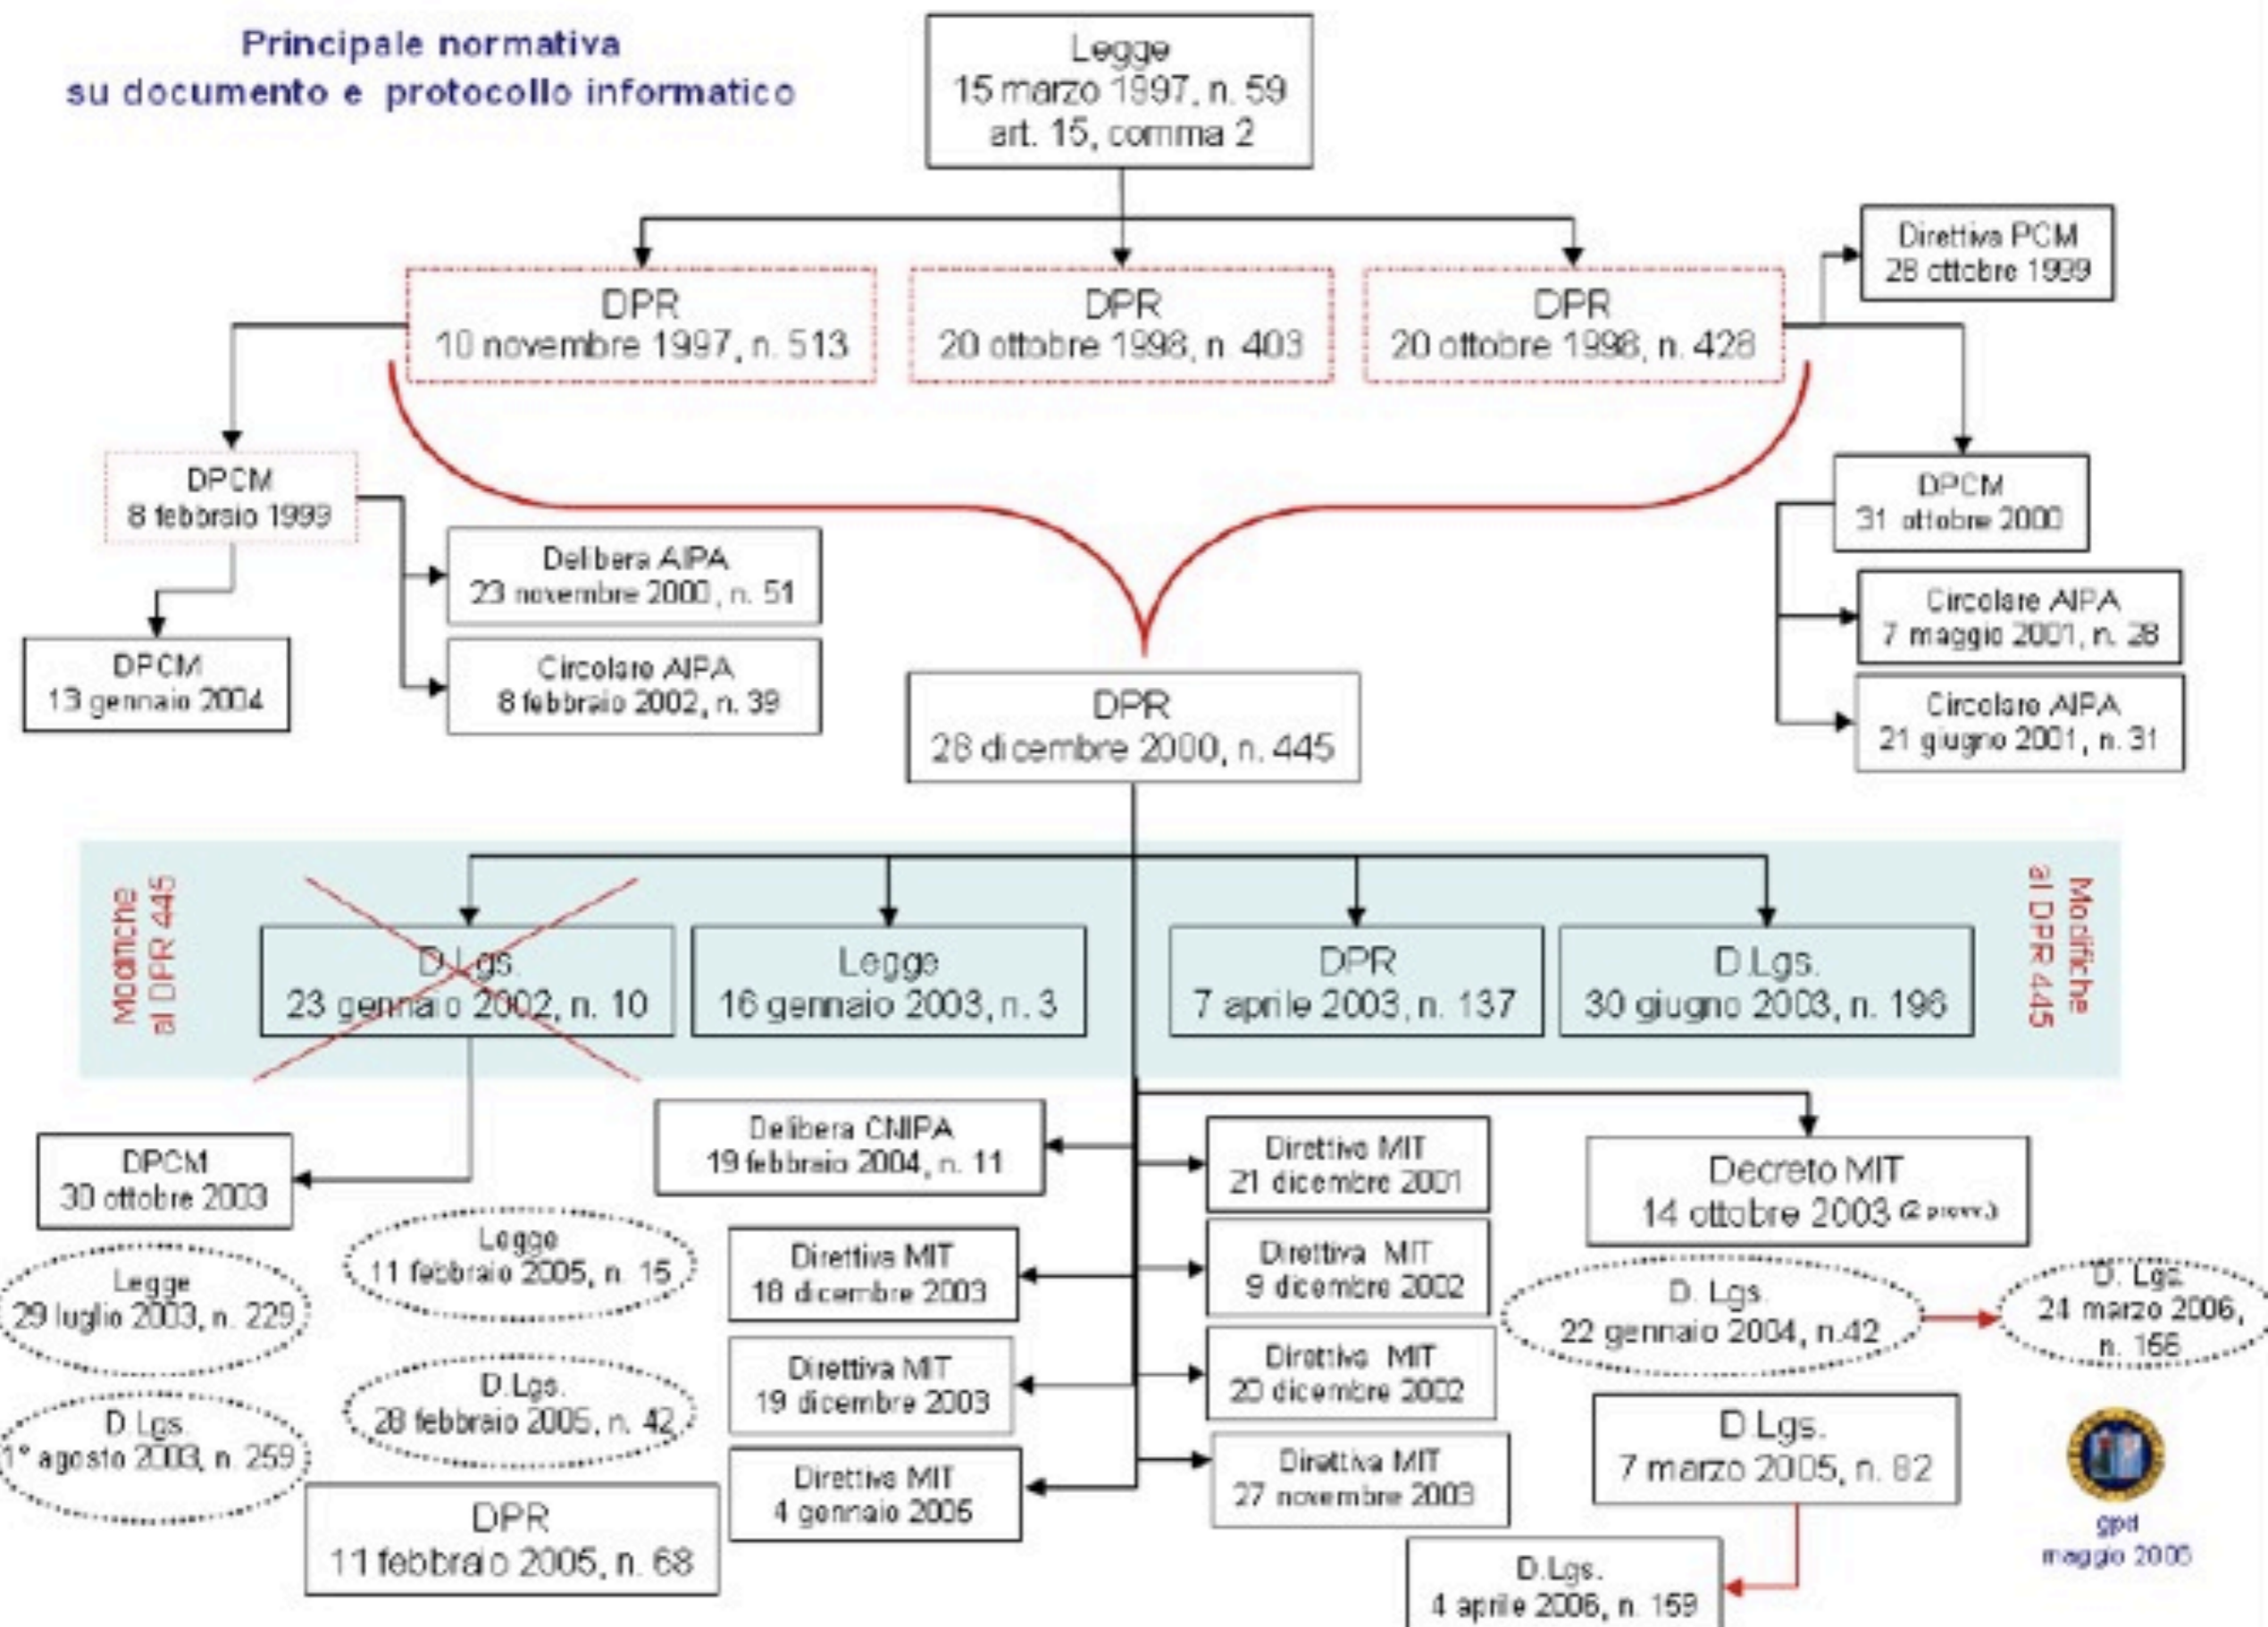 Principale normativa
su documento e protocollo informatico
Legge
15 marzo 1997, n. 59
art. 15, comma 2
DPR
10 novembre 1997, n. 513
DPR
20 ottobre 1998, n. 403
DPR
20 ottobre 1998, n. 428
Direttiva PCM
28 ottobre 1999
DPCM
8 febbraio 1999
Delibera AIPA
23 novembre 2000, n. 51
Circolare AIPA
8 febbraio 2002, n. 39
DPCM
13 gennaio 2004
DPCM
31 ottobre 2000
Circolare AIPA
7 maggio 2001, n. 28
Circolare AIPA
21 giugno 2001, n. 31
DPR
28 dicembre 2000, n. 445
Modifiche
al DPR 445
D.Lgs.
23 gennaio 2002, n. 10
Legge
16 gennaio 2003, n. 3
DPR
7 aprile 2003, n. 137
D.Lgs.
30 giugno 2003, n. 196
Modifiche
al DPR 445
DPCM
30 ottobre 2003
Delibera CNIPA
19 febbraio 2004, n. 11
Direttiva MIT
21 dicembre 2001
Decreto MIT
14 ottobre 2003 (2 provv.)
Legge
29 luglio 2003, n. 229
Legge
11 febbraio 2005, n. 15
Direttiva MIT
18 dicembre 2003
Direttiva MIT
9 dicembre 2002
D. Lgs.
22 gennaio 2004, n.42
D. Lgs.
24 marzo 2006,
n. 156
D.Lgs.
1° agosto 2003, n. 259
D.Lgs.
28 febbraio 2005, n. 42
Direttiva MIT
19 dicembre 2003
Direttiva MIT
20 dicembre 2002
D.Lgs.
7 marzo 2005, n. 82
DPR
11 febbraio 2005, n. 68
Direttiva MIT
4 gennaio 2005
Direttiva MIT
27 novembre 2003
D.Lgs.
4 aprile 2006, n. 159
gpd
maggio 2006